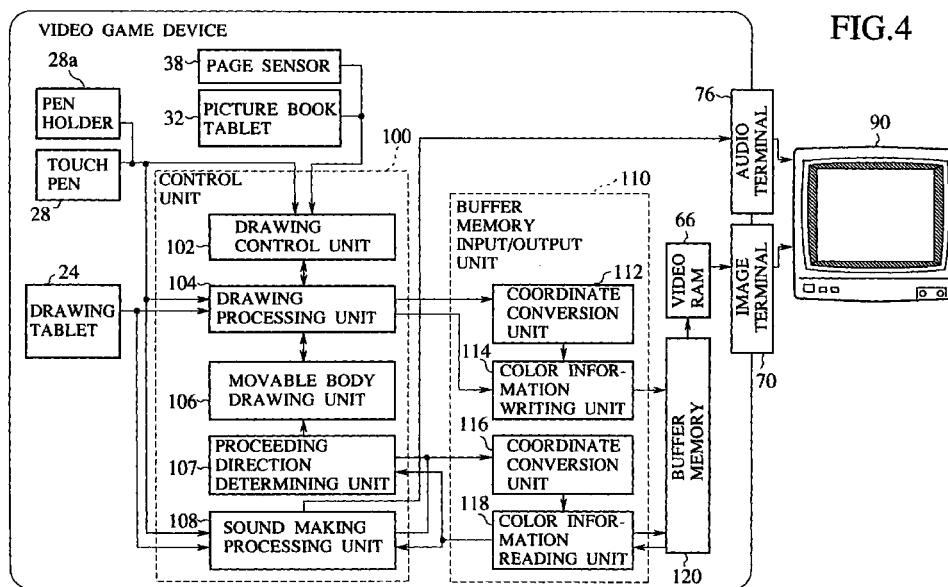 FIG.4
VIDEO GAME DEVICE
28a
PEN
HOLDER
TOUCH
PEN
28
38
PAGE SENSOR
32
PICTURE BOOK
TABLET
100
CONTROL
UNIT
102
DRAWING
CONTROL UNIT
24
DRAWING
TABLET
104
DRAWING
PROCESSING UNIT
106
MOVABLE BODY
DRAWING UNIT
107
PROCEEDING
DIRECTION
DETERMINING UNIT
108
SOUND MAKING
PROCESSING UNIT
110
BUFFER
MEMORY
INPUT/OUTPUT
UNIT
112
COORDINATE
CONVERSION
UNIT
114
COLOR INFOR-
MATION
WRITING UNIT
116
COORDINATE
CONVERSION
UNIT
118
COLOR INFOR-
MATION
READING UNIT
66
VIDEO
RAM
BUFFER
MEMORY
120
76
AUDIO
TERMINAL
IMAGE
TERMINAL
70
90